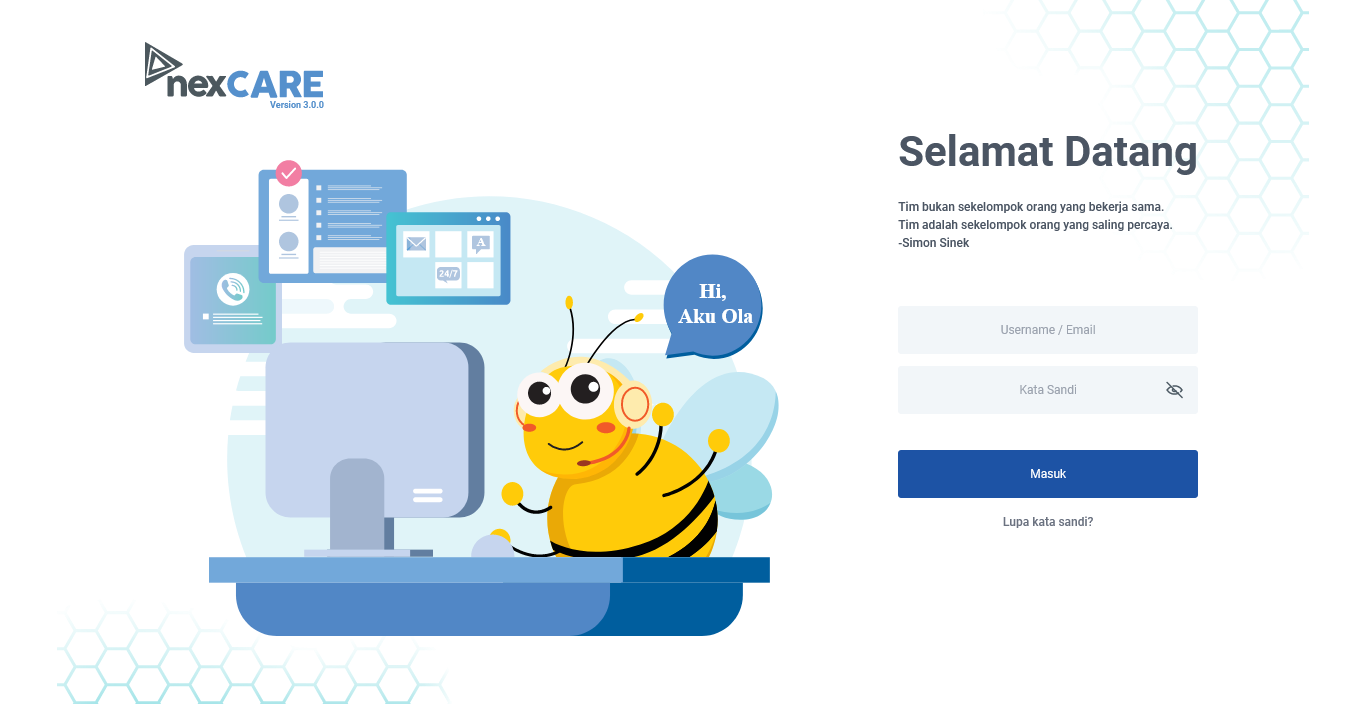 nexCARE
Version 3.0.0
Selamat Datang
Tim bukan sekelompok orang yang bekerja sama.
Tim adalah sekelompok orang yang saling percaya.
-Simon Sinek
A
24/7
Hi,
Aku Ola
Username / Email
Kata Sandi
Masuk
Lupa kata sandi?